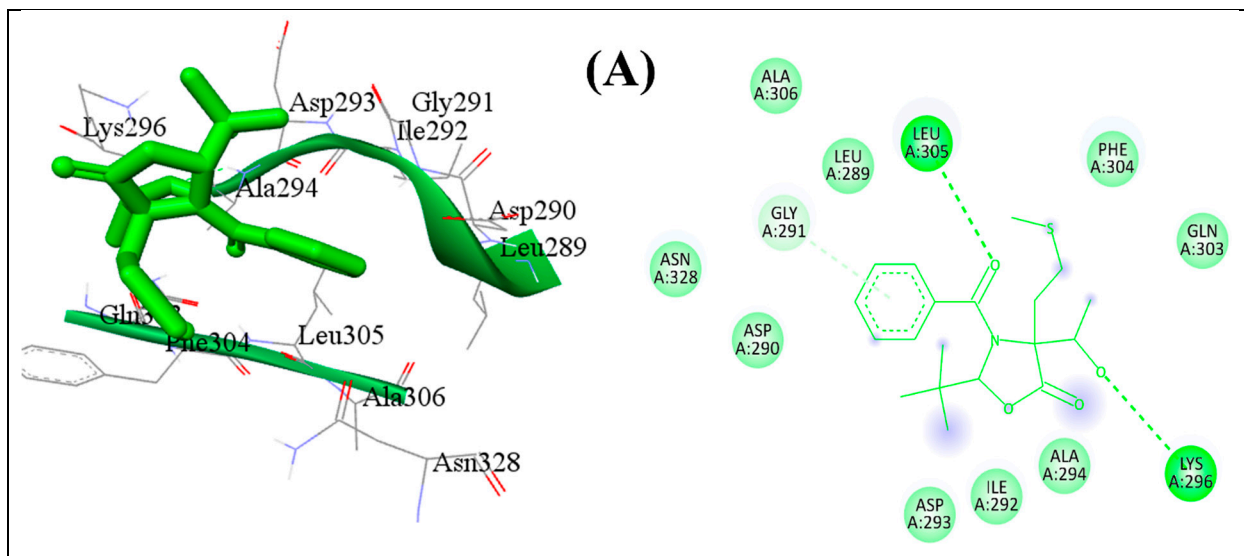 (A)
Lys296
Asp293
Gly291
Ile292
Ala294
Asp290
Leu289
Phe304
Leu305
Ala306
Asn328
ALA
A:306
LEU
A:305
LEU
A:289
PHE
A:304
GLY
A:291
GLN
A:303
ASN
A:328
ASP
A:290
S
O
N
O
O
O
ALA
A:294
ILE
A:292
ASP
A:293
LYS
A:296